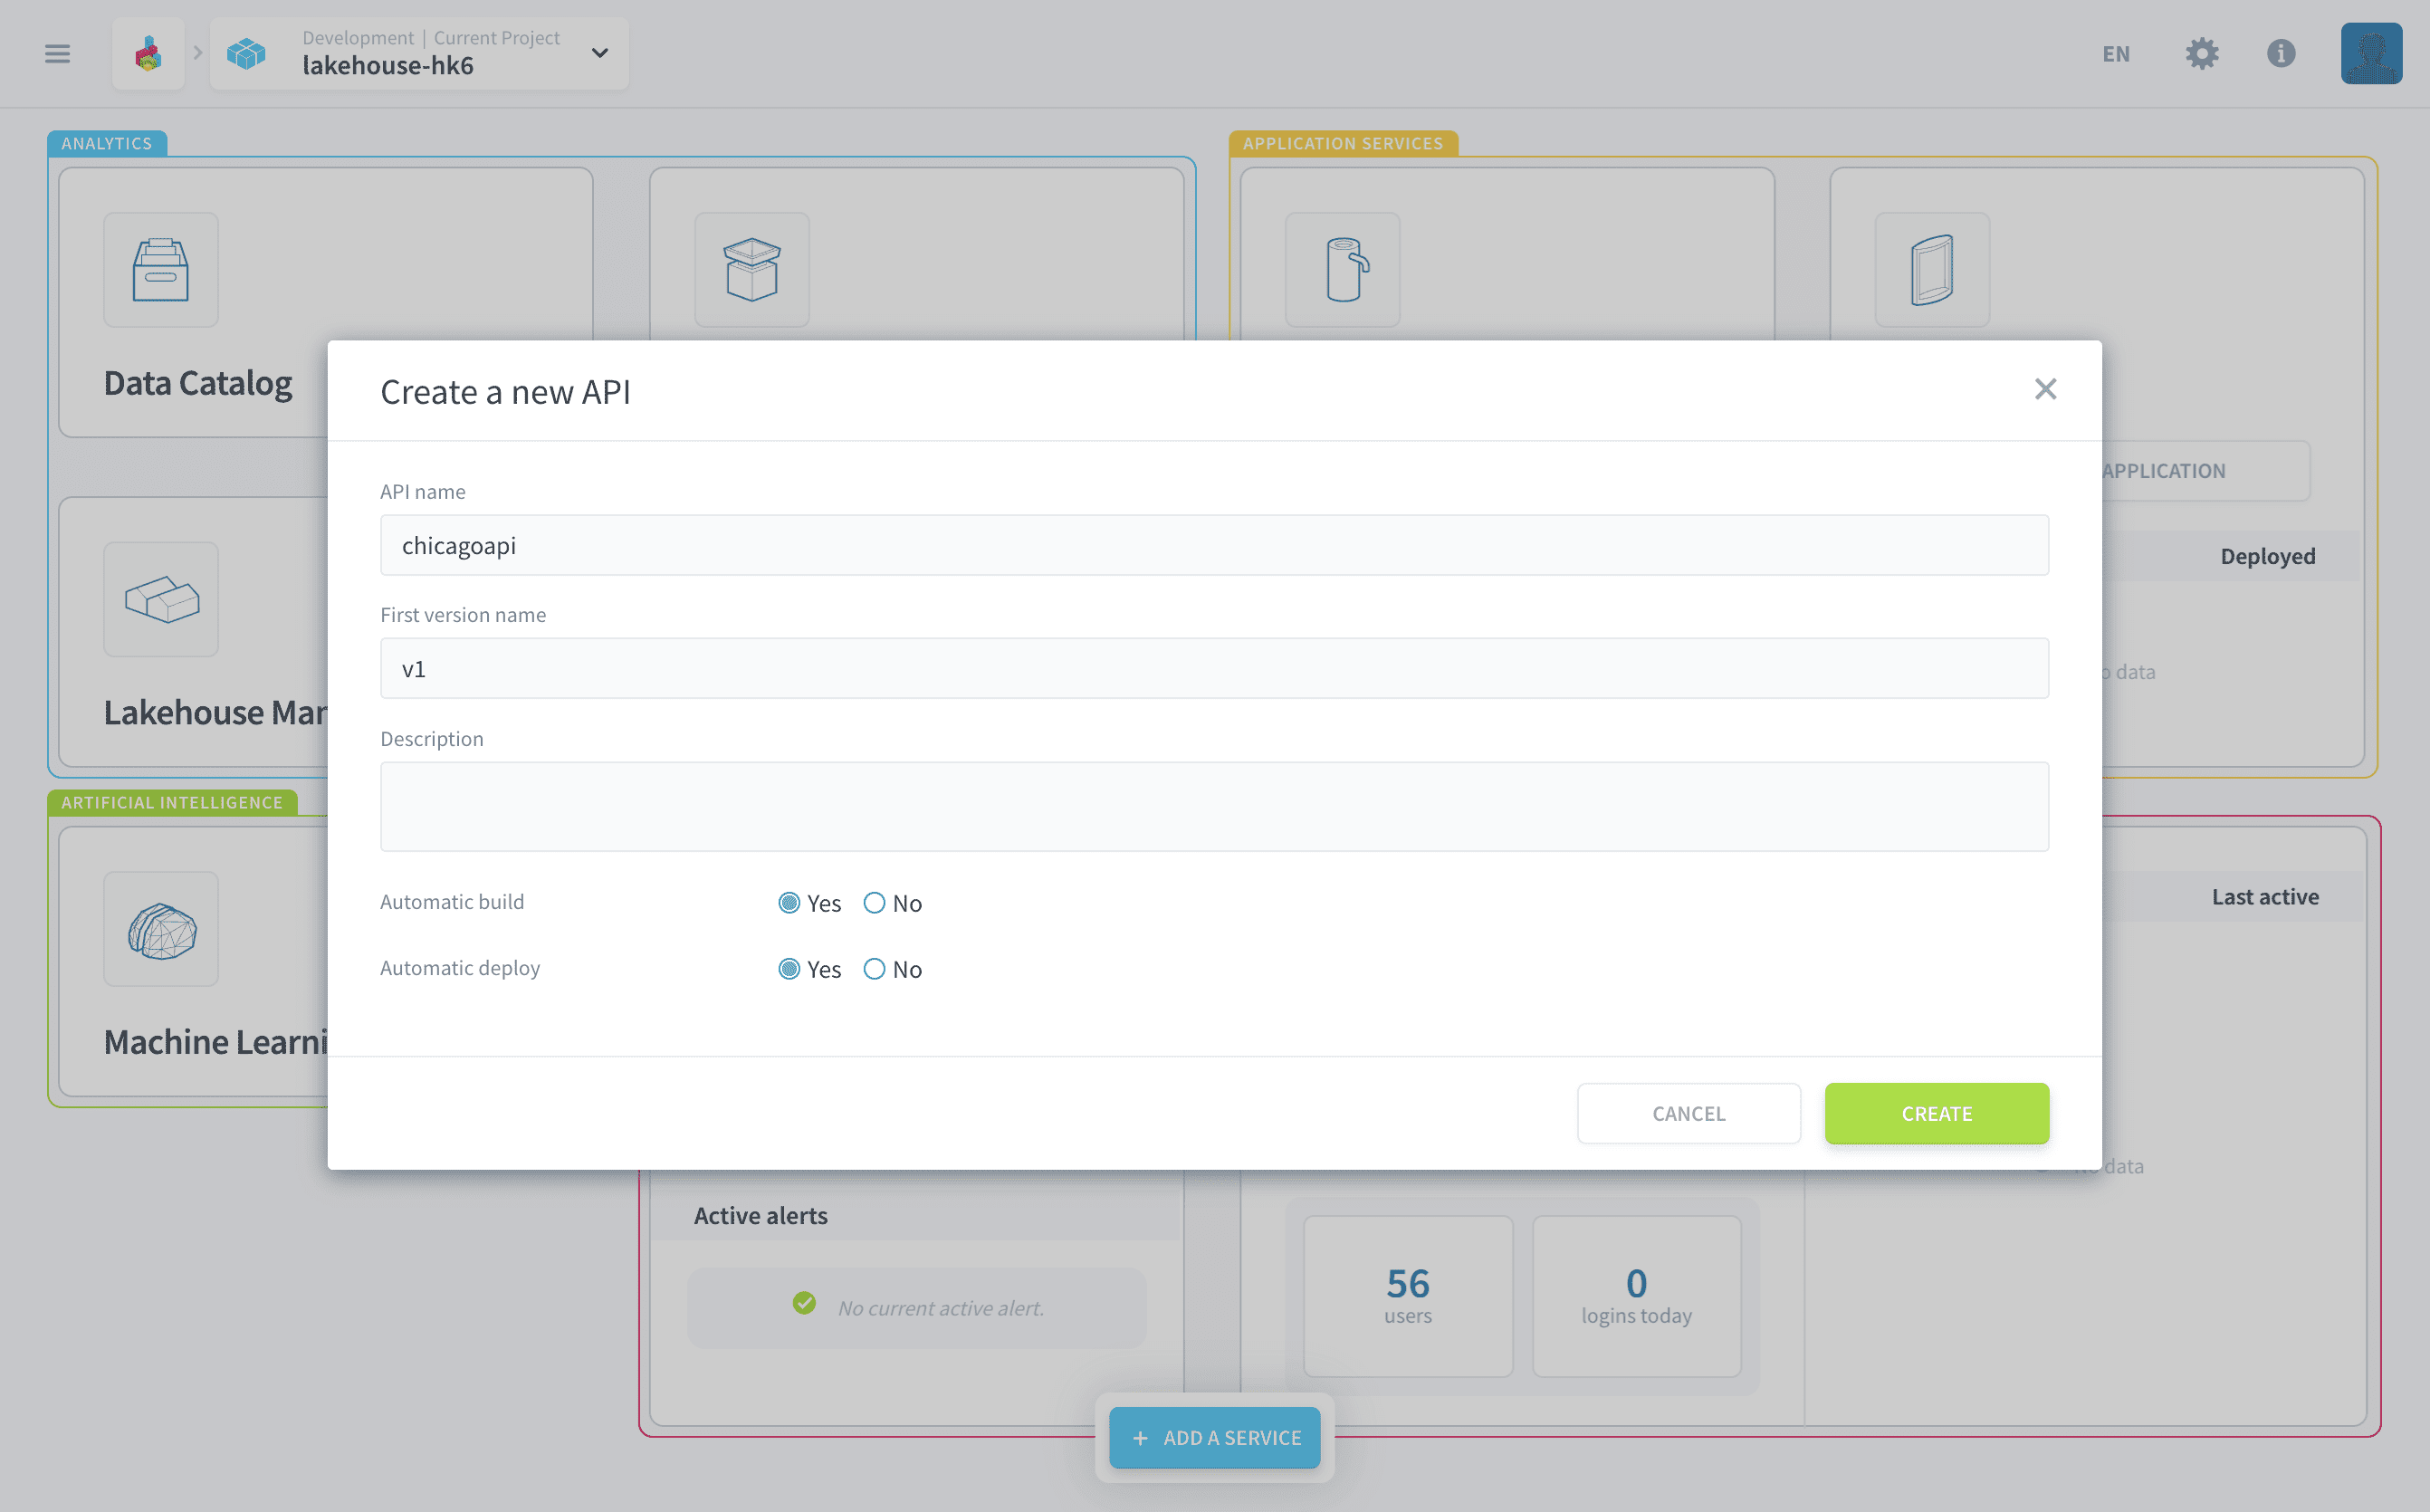 Development | Current Project
lakehouse-hk6
EN
ANALYTICS
APPLICATION SERVICES
Data Catalog
Create a new API
APPLICATION
API name
chicagoapi
Deployed
First version name
v1
data
Lakehouse
Description
ARTIFICIAL INTELLIGENCE
Last active
Automatic build
Yes
No
Automatic deploy
Yes
No
Machine
CANCEL
CREATE
data
Active alerts
No current active alert.
56
users
0
logins today
+ ADD A SERVICE